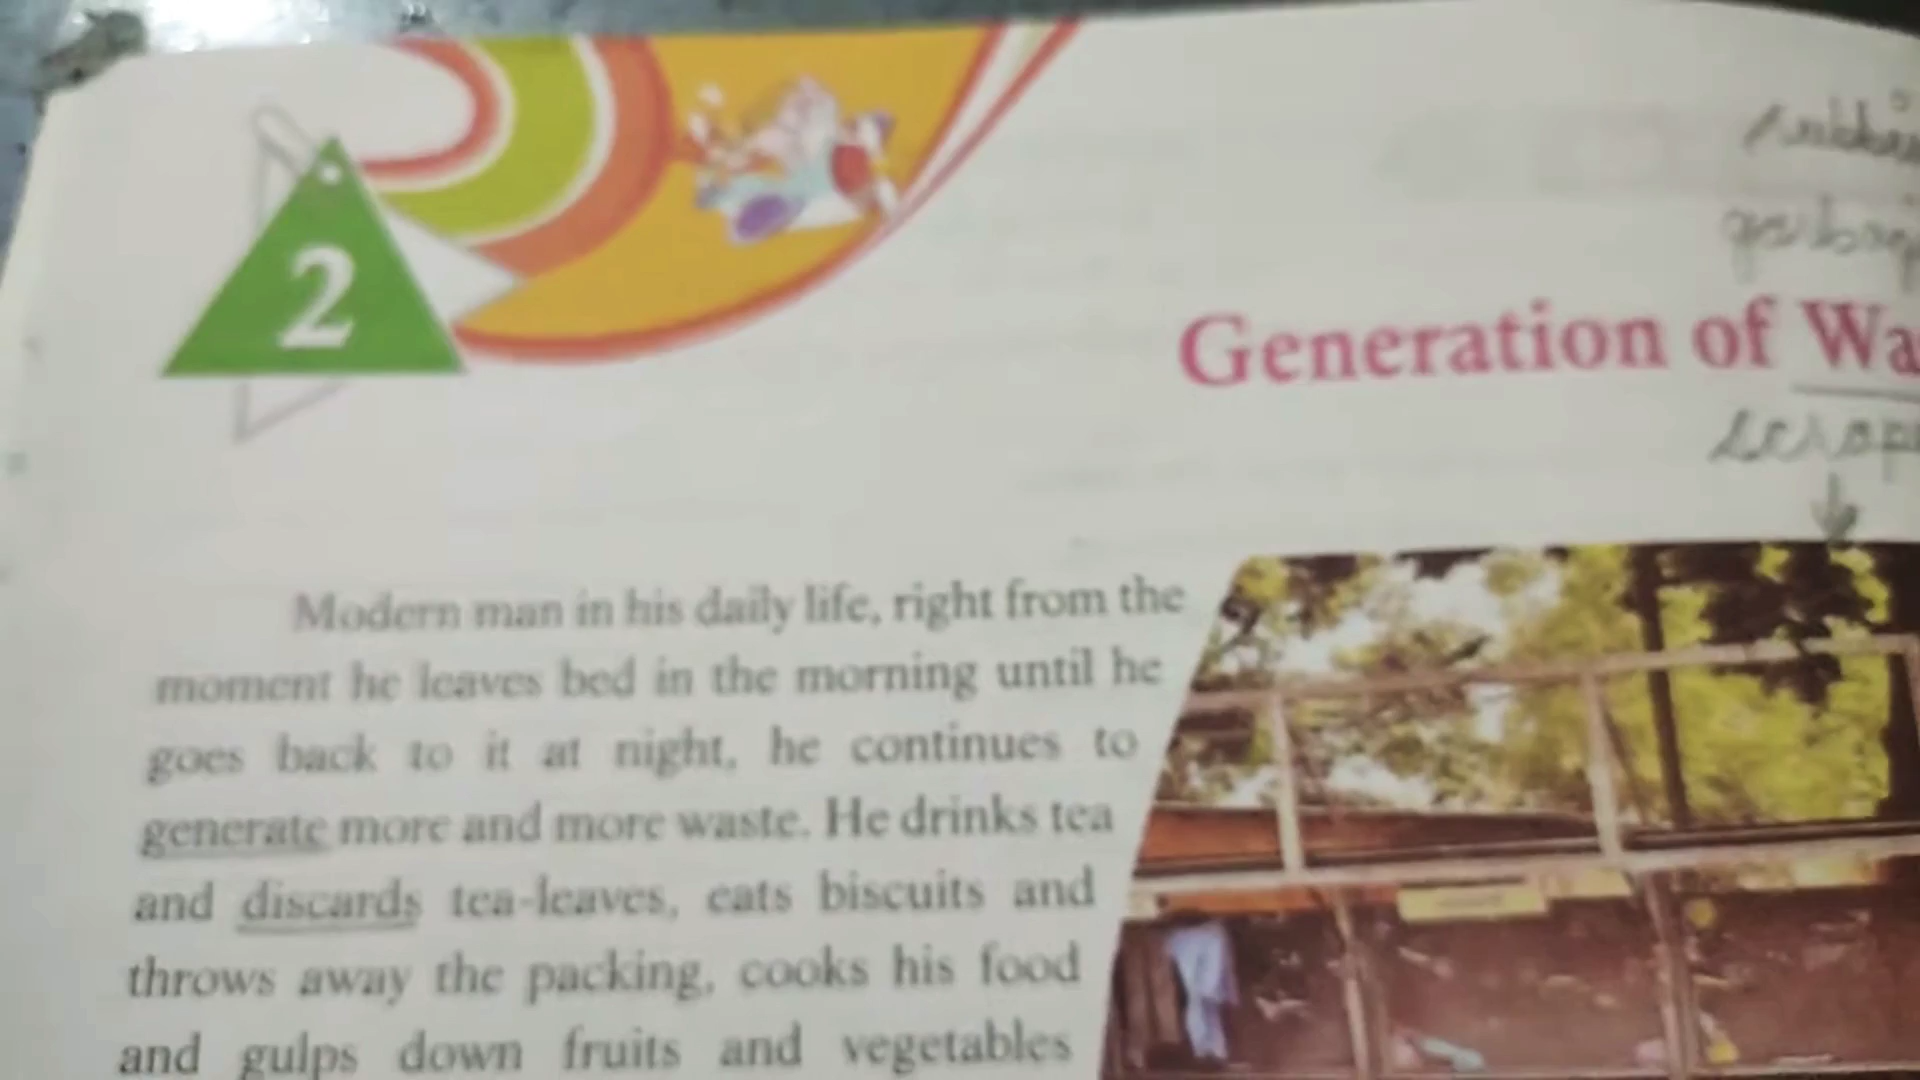 2
Generation of Wa
Modern man in his daily life, right from the
moment he leaves bed in the morning until he
goes back to it at night, he continues to
generate more and more waste. He drinks tea
and discards tea-leaves, eats biscuits and
throws away the packing, cooks his food
and gulps down fruits and vegetables